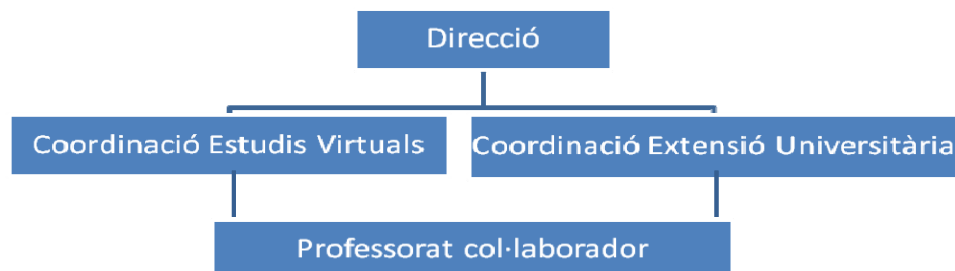 Direcció
Coordinació Estudis Virtuals
Coordinació Extensió Universitària
Professorat col·laborador